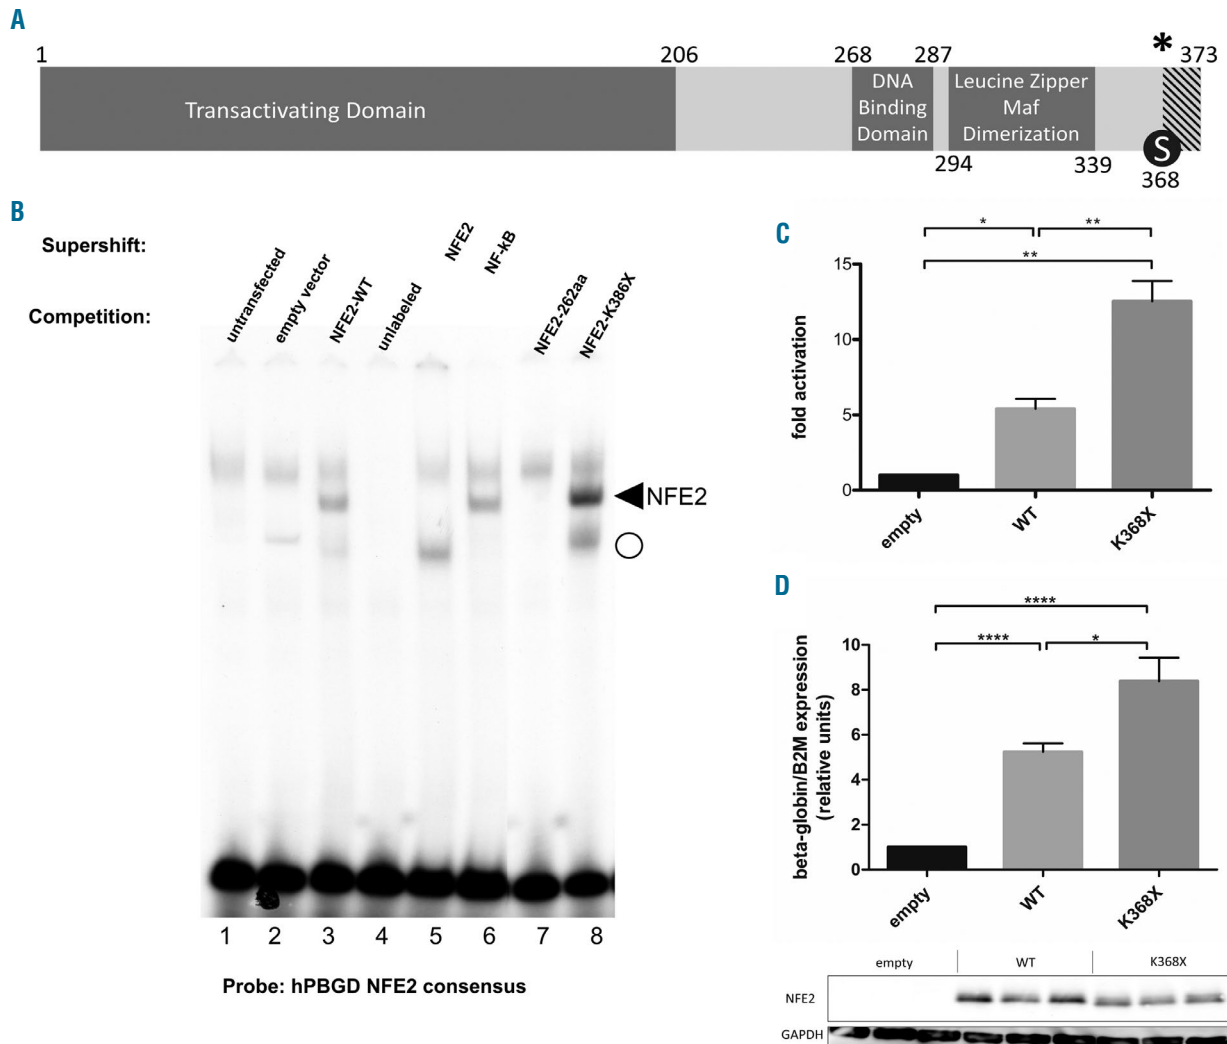 A
1
206
268
287
*
373
Transactivating Domain
DNA
Binding
Domain
Leucine Zipper
Maf
Dimerization
294
339
S
368
B
Supershift:
NFE2
NF-kB
Competition:
untransfected
empty vector
NFE2-WT
unlabeled
NFE2-262aa
NFE2-K386X
NFE2
1 2 3 4 5 6 7 8
Probe: hPBGD NFE2 consensus
C
* **
**
fold activation
15
10
5
0
empty
WT
K368X
D
****
**** *
beta-globin/B2M expression
(relative units)
10
8
6
4
2
0
empty
WT
K368X
empty WT K368X
NFE2
GAPDH